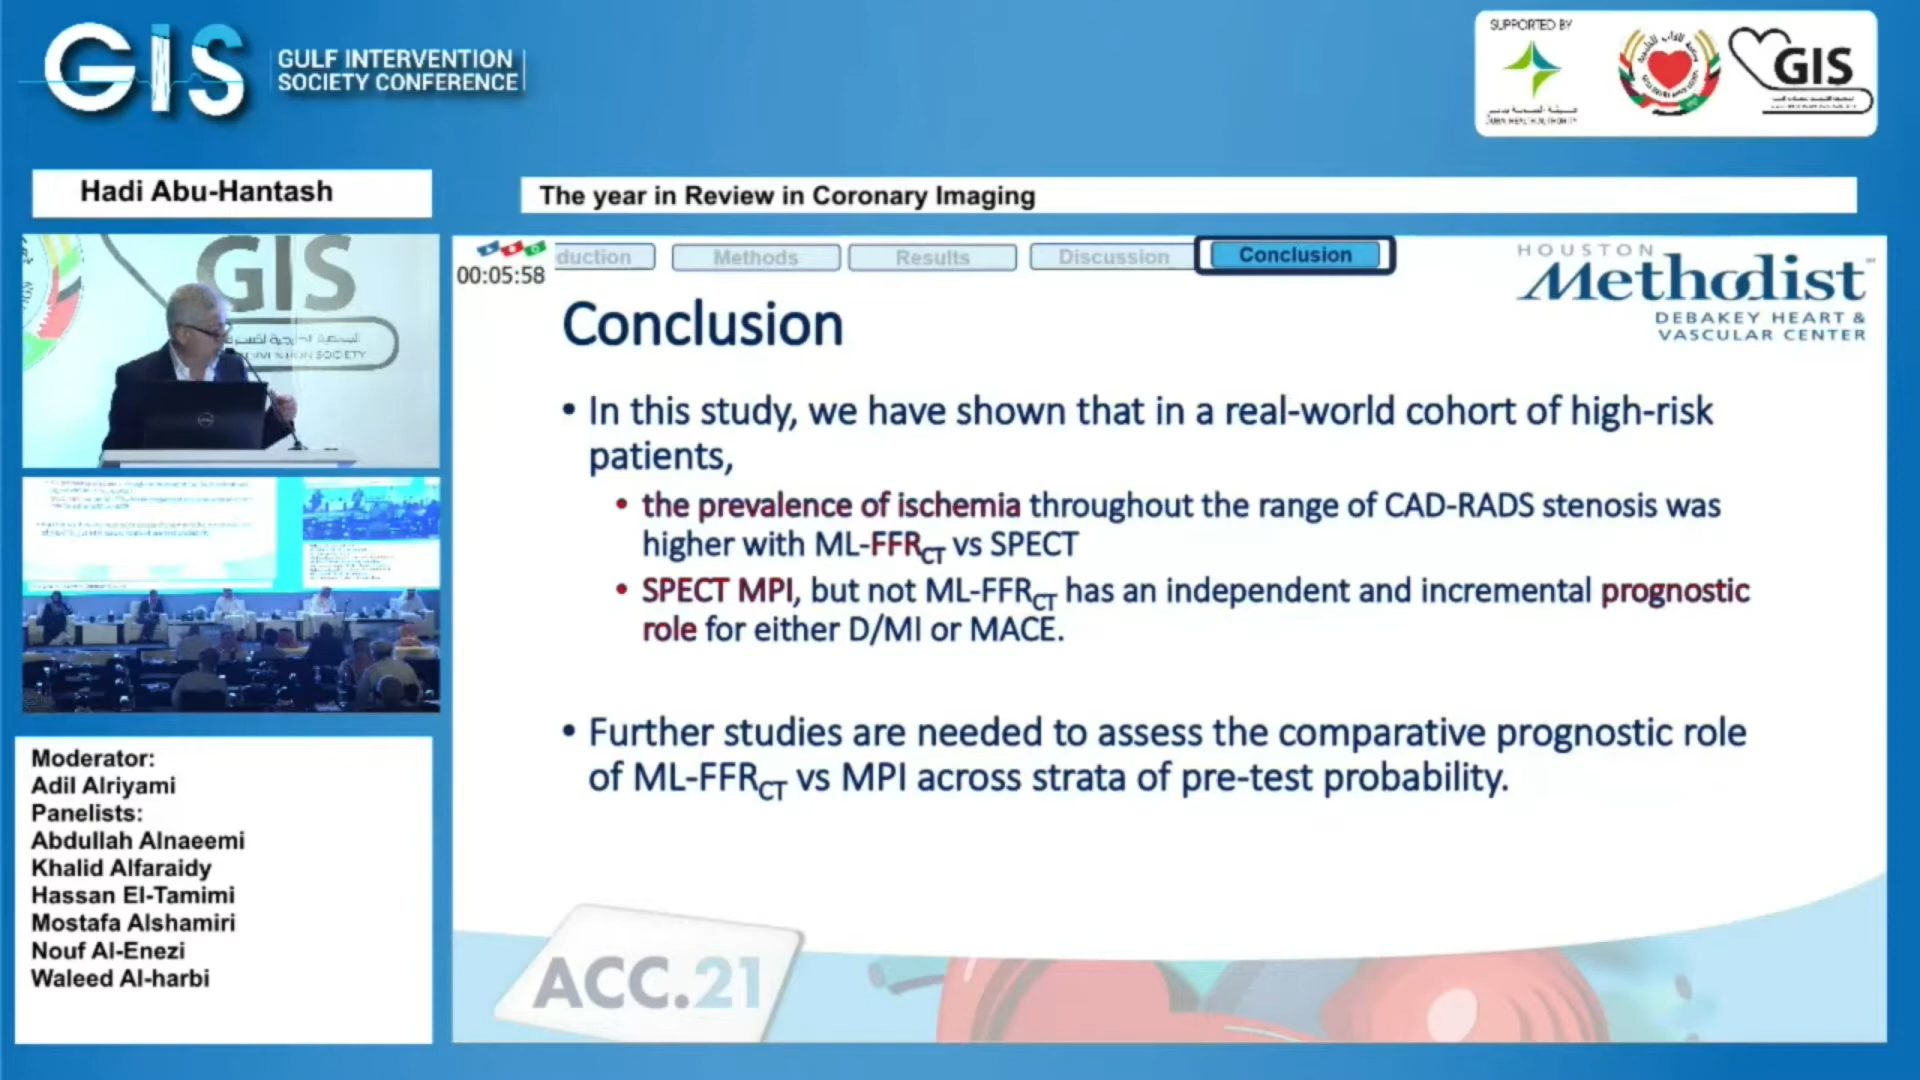 GIS
GULF INTERVENTION
SOCIETY CONFERENCE
SUPPORTED BY
GIS
Hadi Abu-Hantash
The year in Review in Coronary Imaging
GIS
SOCIETY
00:05:58
duction
Methods
Results
Discussion
Conclusion
HOUSTON
Methodist
DEBAKEY HEART &
VASCULAR CENTER
Conclusion
• In this study, we have shown that in a real-world cohort of high-risk
patients,
• the prevalence of ischemia throughout the range of CAD-RADS stenosis was
higher with ML-FFRCT vs SPECT
• SPECT MPI, but not ML-FFRCT has an independent and incremental prognostic
role for either D/MI or MACE.
• Further studies are needed to assess the comparative prognostic role
of ML-FFRCT vs MPI across strata of pre-test probability.
ACC.21
Moderator:
Adil Alriyami
Panelists:
Abdullah Alnaeemi
Khalid Alfaraidy
Hassan El-Tamimi
Mostafa Alshamiri
Nouf Al-Enezi
Waleed Al-harbi